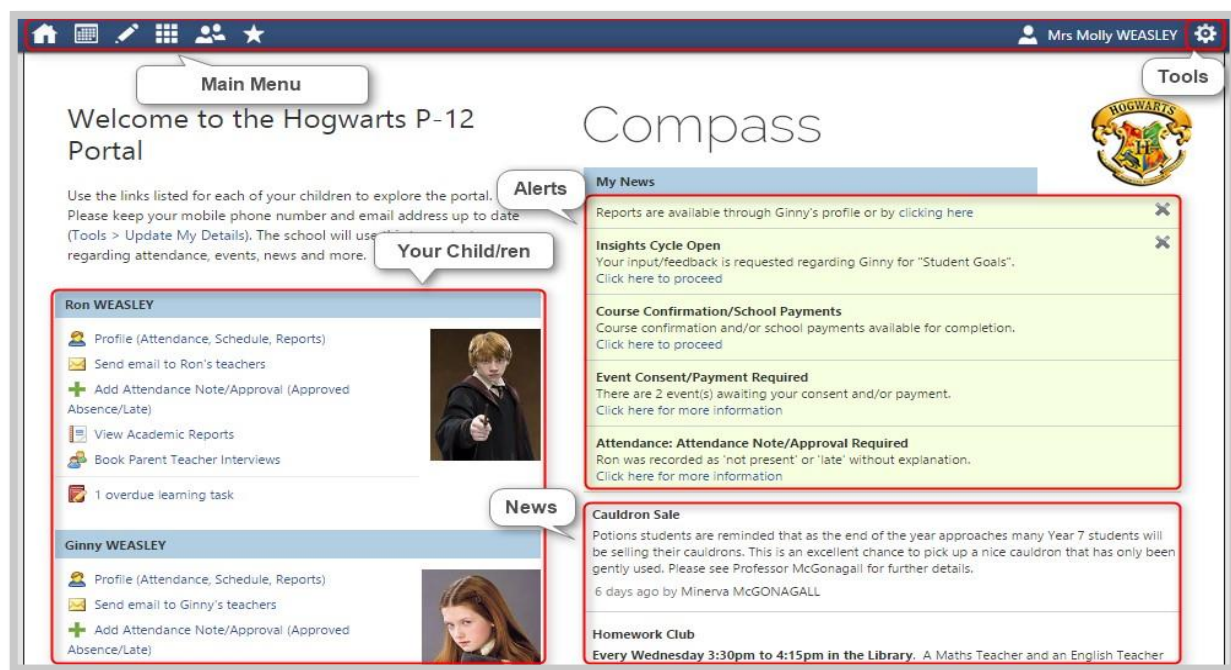 Mrs Molly WEASLEY
Main Menu
Tools
Welcome to the Hogwarts P-12
Portal
Use the links listed for each of your children to explore the portal.
Please keep your mobile phone number and email address up to date
(Tools > Update My Details). The school will use
regarding attendance, events, news and more.
Your Child/ren
Ron WEASLEY
Profile (Attendance, Schedule, Reports)
Send email to Ron's teachers
Add Attendance Note/Approval (Approved
Absence/Late)
View Academic Reports
Book Parent Teacher Interviews
1 overdue learning task
Ginny WEASLEY
Profile (Attendance, Schedule, Reports)
Send email to Ginny's teachers
Add Attendance Note/Approval (Approved
Absence/Late)
Compass
HOGWARTS
H
Alerts
My News
Reports are available through Ginny's profile or by clicking here
Insights Cycle Open
Your input/feedback is requested regarding Ginny for "Student Goals".
Click here to proceed
Course Confirmation/School Payments
Course confirmation and/or school payments available for completion.
Click here to proceed
Event Consent/Payment Required
There are 2 event(s) awaiting your consent and/or payment.
Click here for more information
Attendance: Attendance Note/Approval Required
Ron was recorded as 'not present' or 'late' without explanation.
Click here for more information
News
Cauldron Sale
Potions students are reminded that as the end of the year approaches many Year 7 students will
be selling their cauldrons. This is an excellent chance to pick up a nice cauldron that has only been
gently used. Please see Professor McGonagall for further details.
6 days ago by Minerva McGONAGALL
Homework Club
Every Wednesday 3:30pm to 4:15pm in the Library. A Maths Teacher and an English Teacher